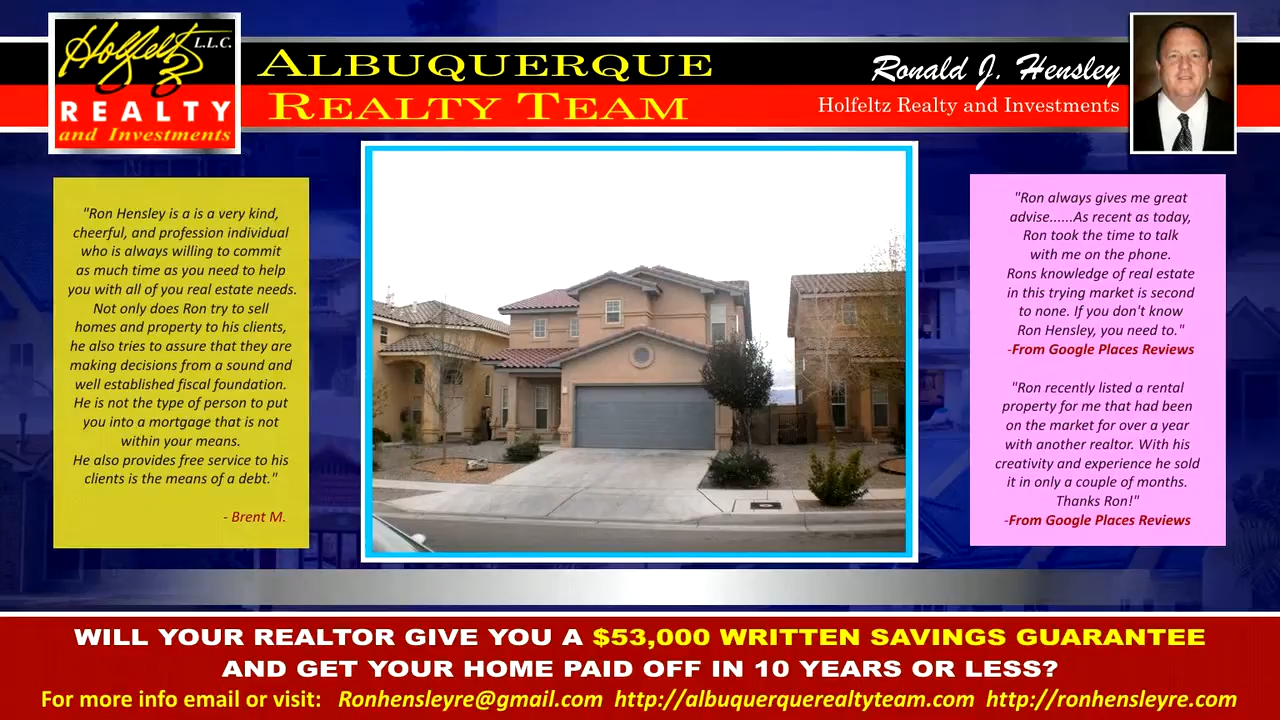 Holfeltz L.L.C.
REALTY
and Investments
ALBUQUERQUE
REALTY TEAM
Ronald J. Hensley
Holfeltz Realty and Investments
"Ron Hensley is a is a very kind,
cheerful, and profession individual
who is always willing to commit
as much time as you need to help
you with all of you real estate needs.
Not only does Ron try to sell
homes and property to his clients,
he also tries to assure that they are
making decisions from a sound and
well established fiscal foundation.
He is not the type of person to put
you into a mortgage that is not
within your means.
He also provides free service to his
clients is the means of a debt."
- Brent M.
"Ron always gives me great
advise......As recent as today,
Ron took the time to talk
with me on the phone.
Rons knowledge of real estate
in this trying market is second
to none. If you don't know
Ron Hensley, you need to."
-From Google Places Reviews
"Ron recently listed a rental
property for me that had been
on the market for over a year
with another realtor. With his
creativity and experience he sold
it in only a couple of months.
Thanks Ron!"
-From Google Places Reviews
WILL YOUR REALTOR GIVE YOU A $53,000 WRITTEN SAVINGS GUARANTEE
AND GET YOUR HOME PAID OFF IN 10 YEARS OR LESS?
For more info email or visit: Ronhensleyre@gmail.com http://albuquerquerealtyteam.com http://ronhensleyre.com